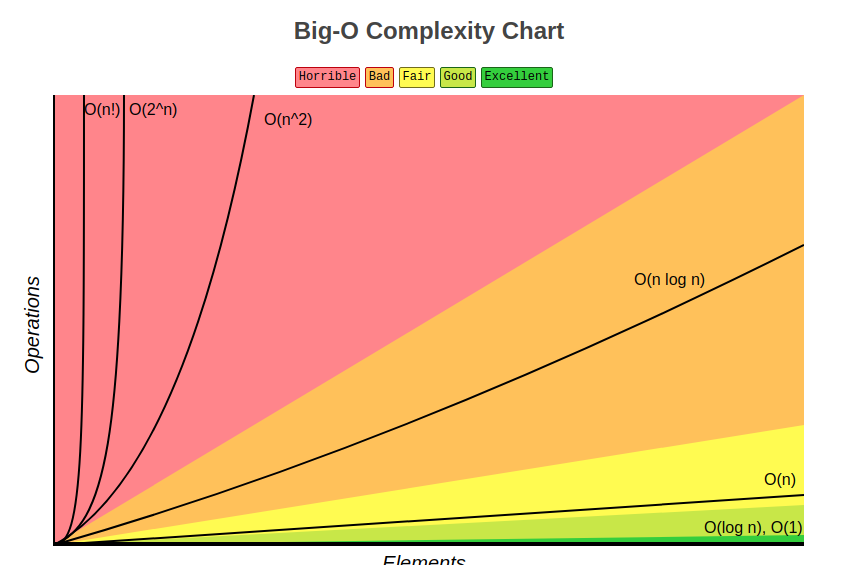 Big-O Complexity Chart
Horrible Bad Fair Good Excellent
O(n!) O(2^n)
O(n^2)
O(n log n)
Operations
O(n)
O(log n), O(1)
Elements